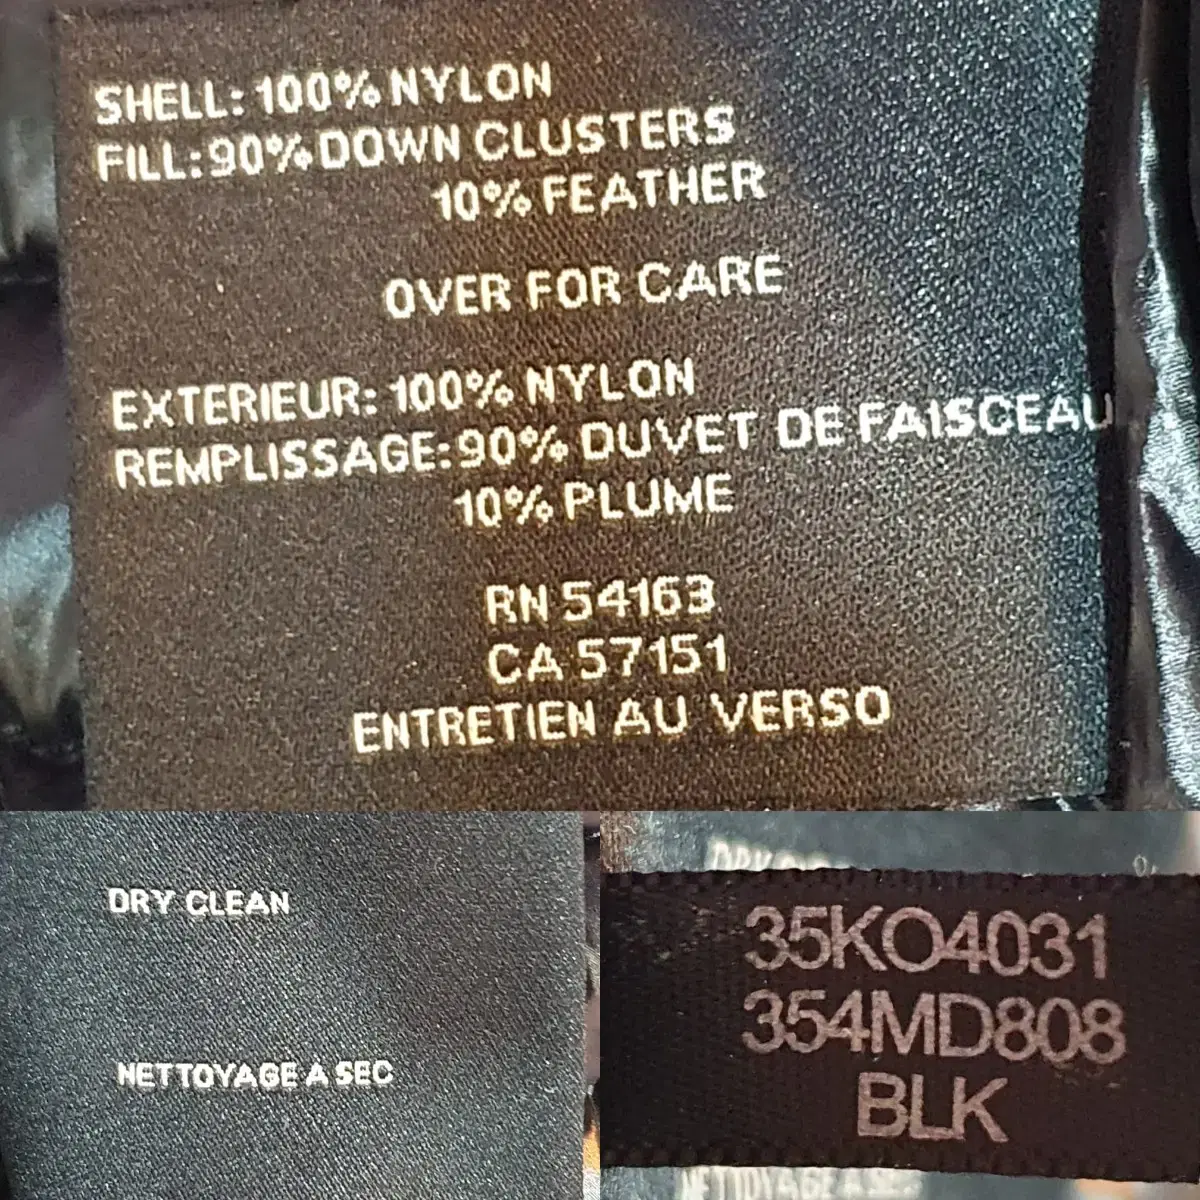 SHELL: 100% NYLON
FILL: 90% DOWN CLUSTERS
10% FEATHER
OVER FOR CARE
EXTERIEUR: 100% NYLON
REMPLISSAGE: 90% DUVET DE FAISCEAU
10% PLUME
RN 54163
CA 57151
ENTRETIEN AU VERSO
DRY CLEAN
NETTOYAGE A SEC
35KO4031
354MD808
BLK